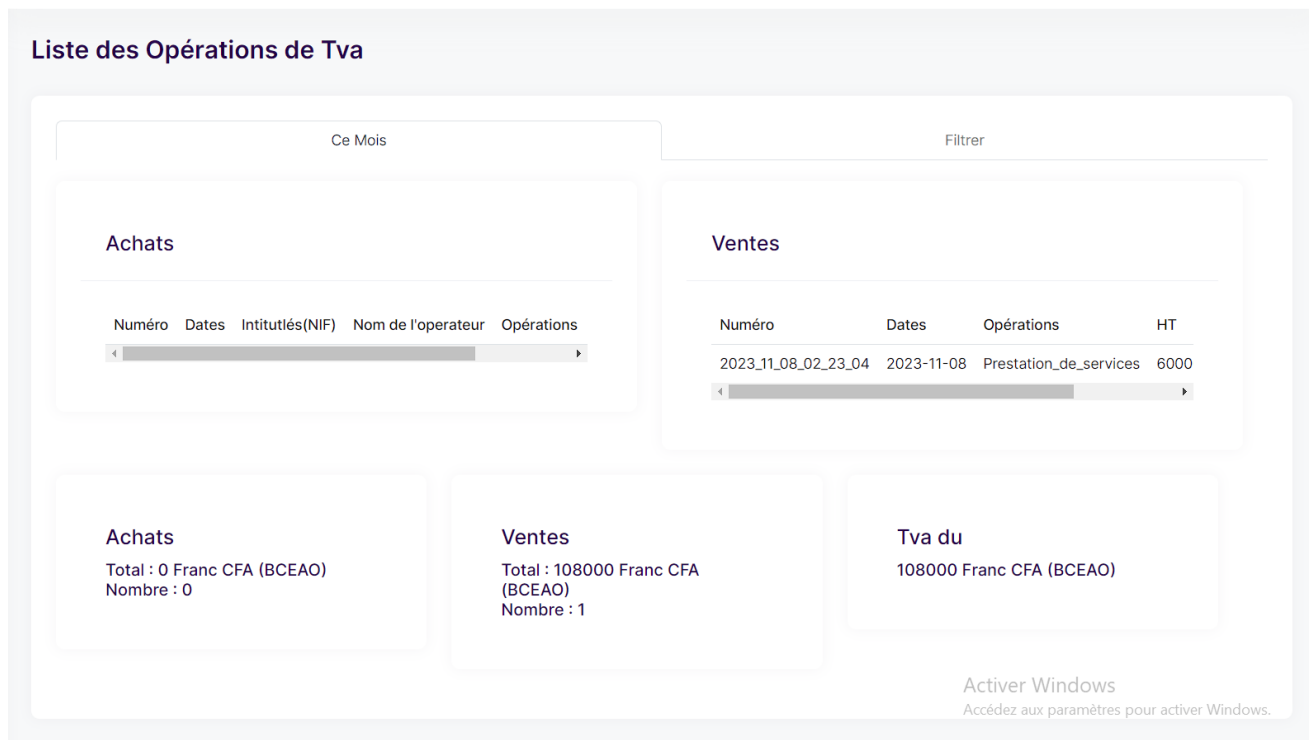 Liste des Opérations de Tva
Ce Mois
Filtrer
Achats
Numéro Dates Intitutlés(NIF) Nom de l'operateur Opérations
Ventes
Numéro Dates Opérations HT
2023_11_08_02_23_04 2023-11-08 Prestation_de_services 6000
Achats
Total : 0 Franc CFA (BCEAO)
Nombre : 0
Ventes
Total : 108000 Franc CFA
(BCEAO)
Nombre : 1
Tva du
108000 Franc CFA (BCEAO)
Activer Windows
Accédez aux paramètres pour activer Windows.